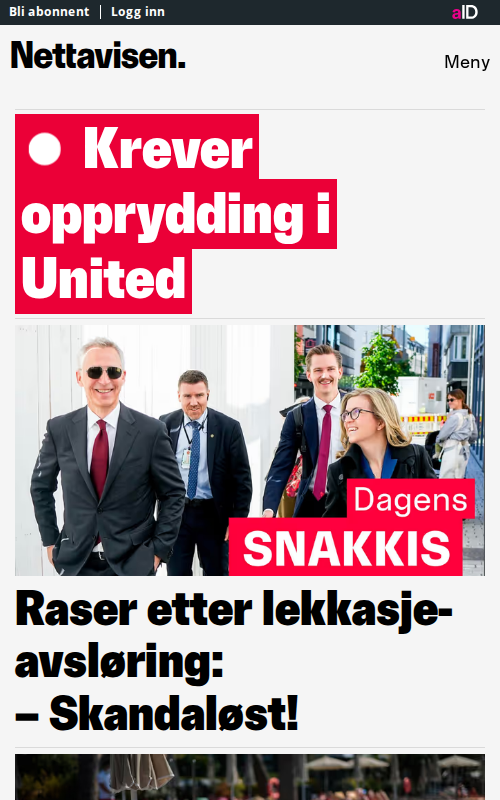 Bli abonnent | Logg inn
aID
Nettavisen.
Meny
Krever
opprydding i
United
Dagens
SNAKKIS
Raser etter lekkasje-
avsløring:
– Skandaløst!